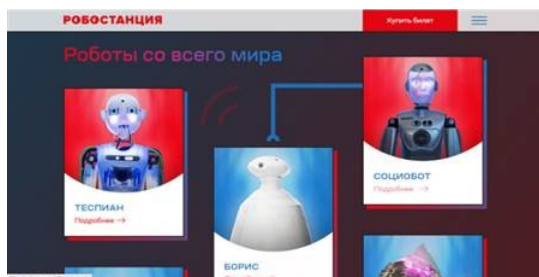 РОБОСТАНЦИЯ
Купить билет
Роботы со всего мира
ТЕСПИАН
Подробнее →
БОРИС
СОЦИОБОТ
Подробнее →